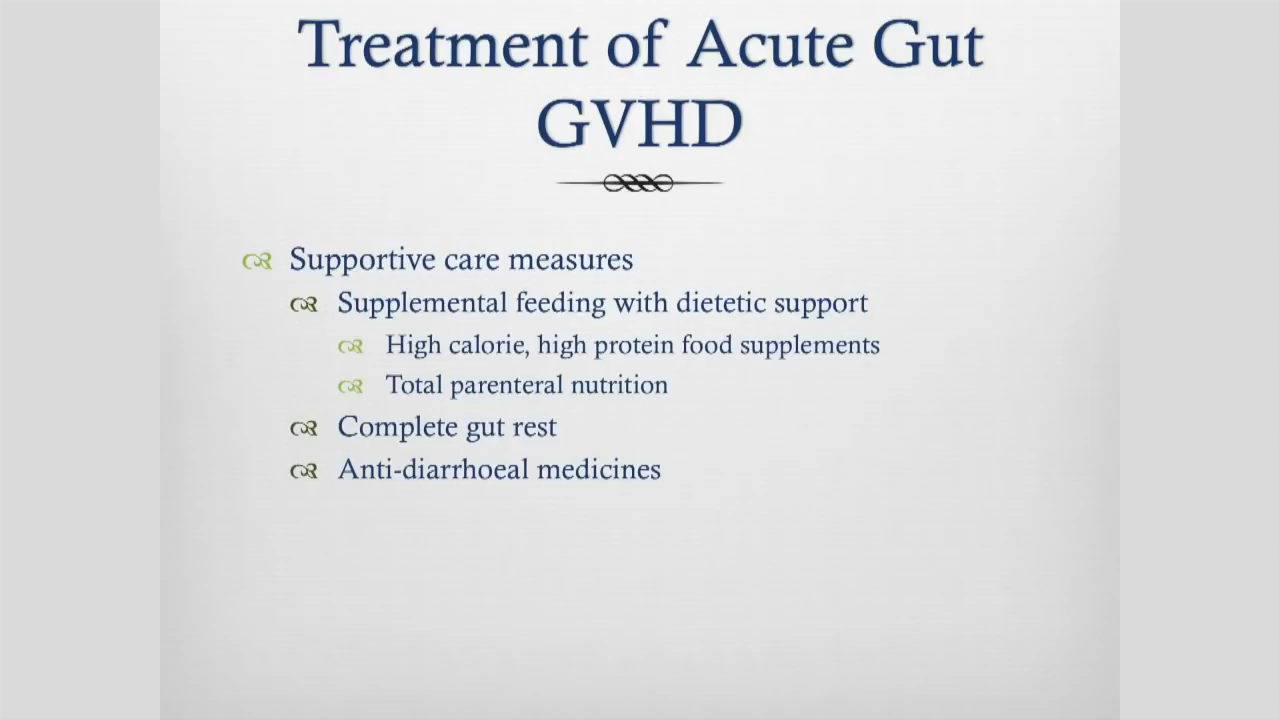 Treatment of Acute Gut
GVHD
Supportive care measures
Supplemental feeding with dietetic support
High calorie, high protein food supplements
Total parenteral nutrition
Complete gut rest
Anti-diarrhoeal medicines